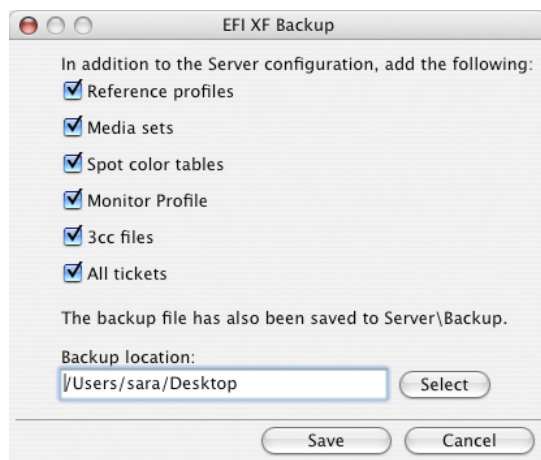 EFI XF Backup
In addition to the Server configuration, add the following:
Reference profiles
Media sets
Spot color tables
Monitor Profile
3cc files
All tickets
The backup file has also been saved to Server\Backup.
Backup location:
/Users/sara/Desktop
Select
Save
Cancel